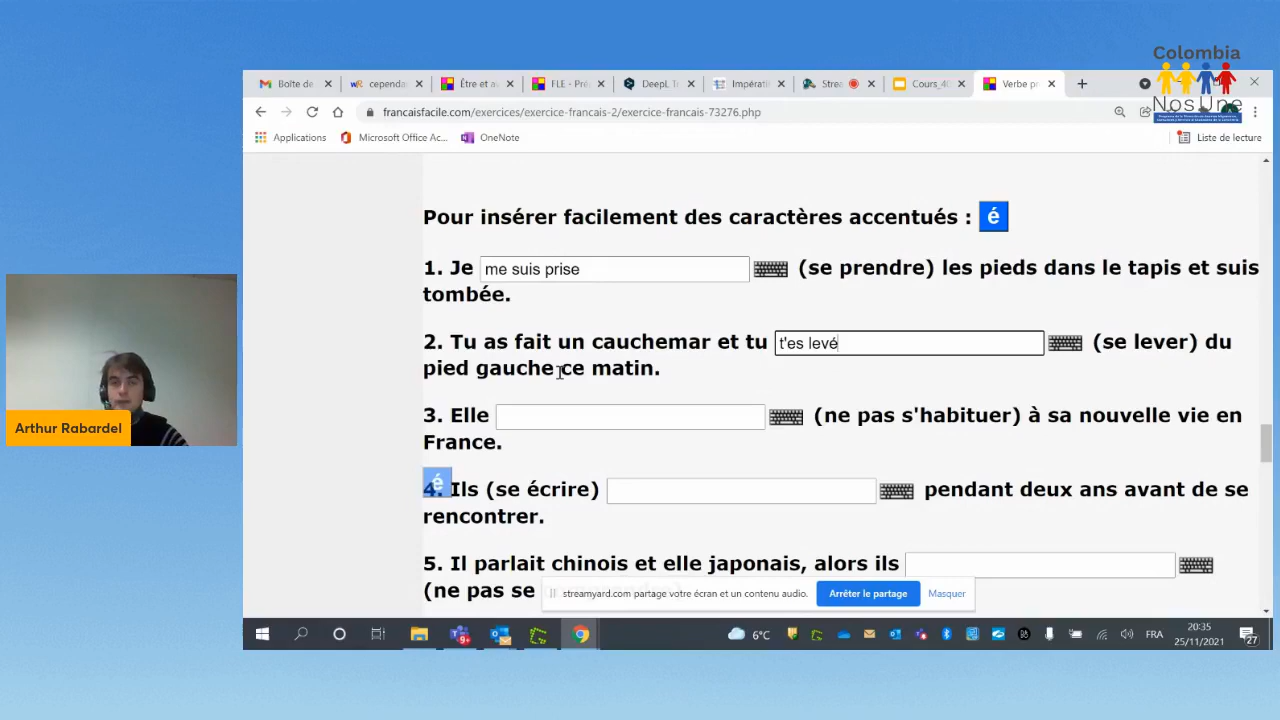 Colombia
Nos Une
Boîte de
cependa
Être et av
FLE - Pré
DeepL Tr
Impérati
Strea
Cours_40
Verbe pr
francaisfacile.com/exercices/exercice-francais-2/exercice-francais-73276.php
Applications
Microsoft Office Ac...
OneNote
Liste de lecture
Pour insérer facilement des caractères accentués : é
1. Je me suis prise (se prendre) les pieds dans le tapis et suis
tombée.
2. Tu as fait un cauchemar et tu t'es levé (se lever) du
pied gauche ce matin.
3. Elle (ne pas s'habituer) à sa nouvelle vie en
France.
é
4. Ils (se écrire) pendant deux ans avant de se
rencontrer.
5. Il parlait chinois et elle japonais, alors ils
(ne pas se
streamyard.com partage votre écran et un contenu audio.
Arrêter le partage
Masquer
Arthur Rabardel
9+
6°C
FRA
20:35
25/11/2021
27